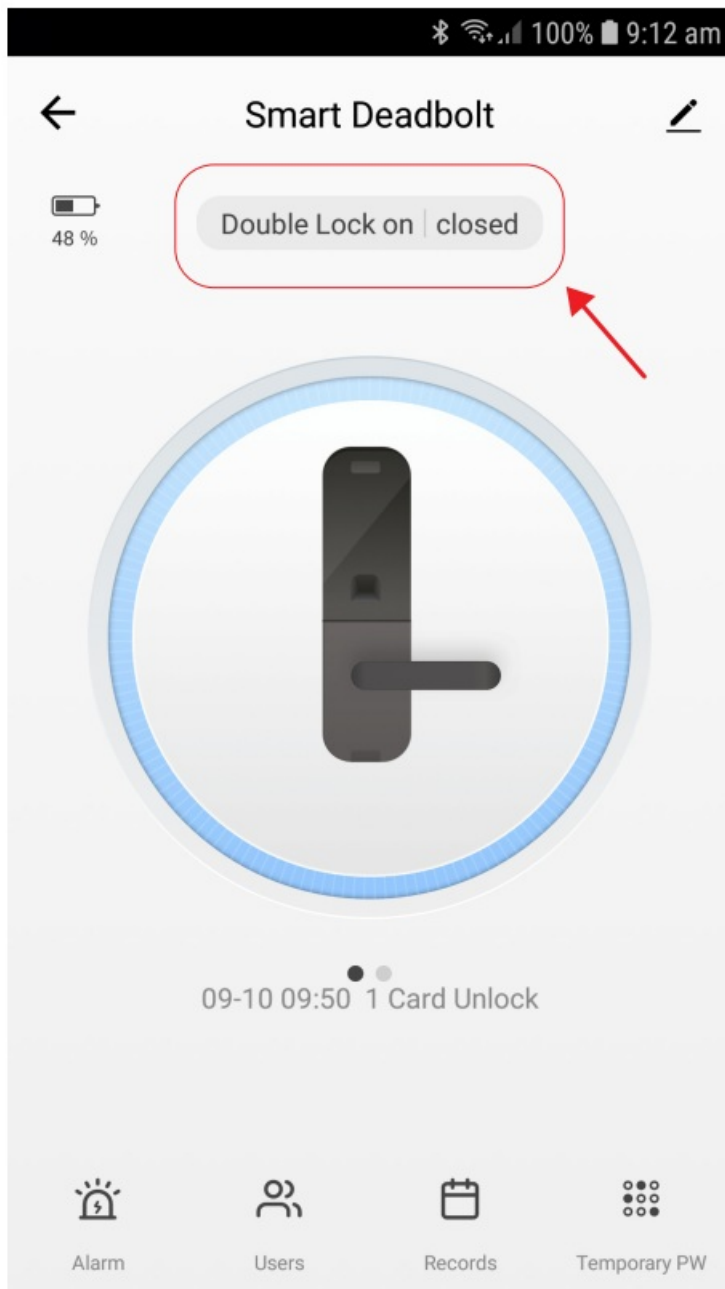 100% 9:12 am
Smart Deadbolt
48 %
Double Lock on | closed
09-10 09:50 1 Card Unlock
Alarm Users Records Temporary PW